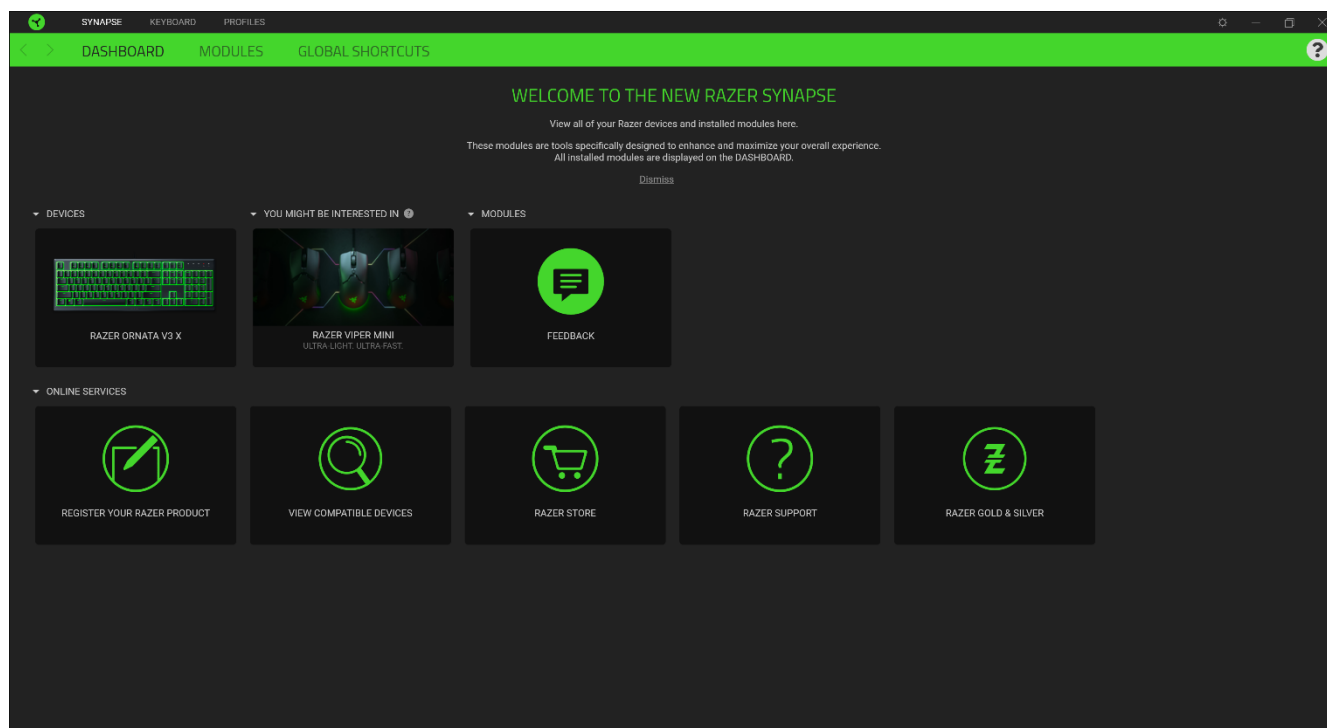 SYNAPSE KEYBOARD PROFILES
DASHBOARD MODULES GLOBAL SHORTCUTS
?
WELCOME TO THE NEW RAZER SYNAPSE
View all of your Razer devices and installed modules here.
These modules are tools specifically designed to enhance and maximize your overall experience.
All installed modules are displayed on the DASHBOARD.
Dismiss
DEVICES
YOU MIGHT BE INTERESTED IN ?
MODULES
RAZER ORNATA V3 X
RAZER VIPER MINI
ULTRA-LIGHT. ULTRA-FAST.
FEEDBACK
ONLINE SERVICES
REGISTER YOUR RAZER PRODUCT
VIEW COMPATIBLE DEVICES
RAZER STORE
?
RAZER SUPPORT
RAZER GOLD & SILVER